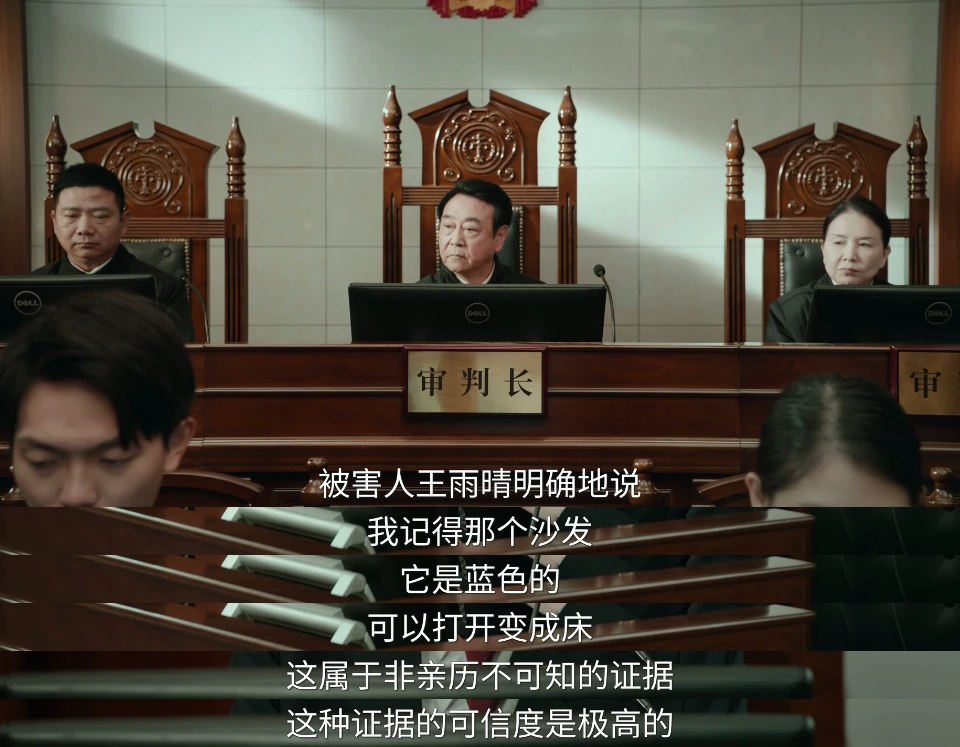 DELL
DELL
DELL
审判长
审
被害人王雨晴明确地说
我记得那个沙发
它是蓝色的
可以打开变成床
这属于非亲历不可知的证据
这种证据的可信度是极高的